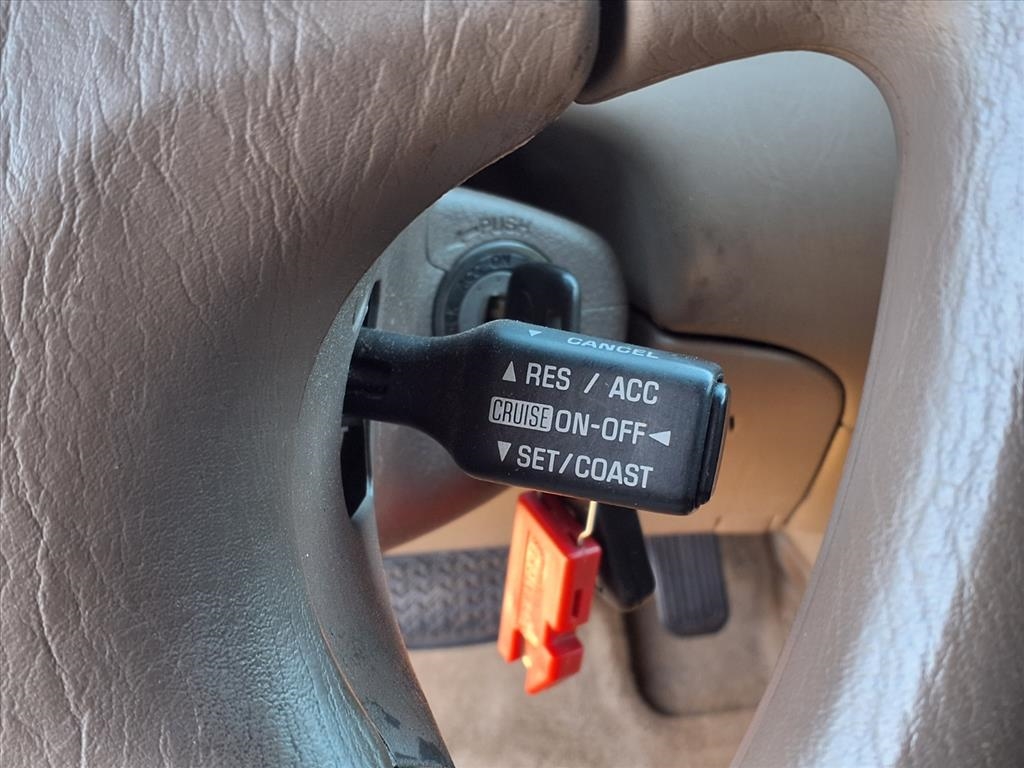 PUSH
▼ CANCEL
▲ RES / ACC
CRUISE ON-OFF ◀
▼ SET/COAST